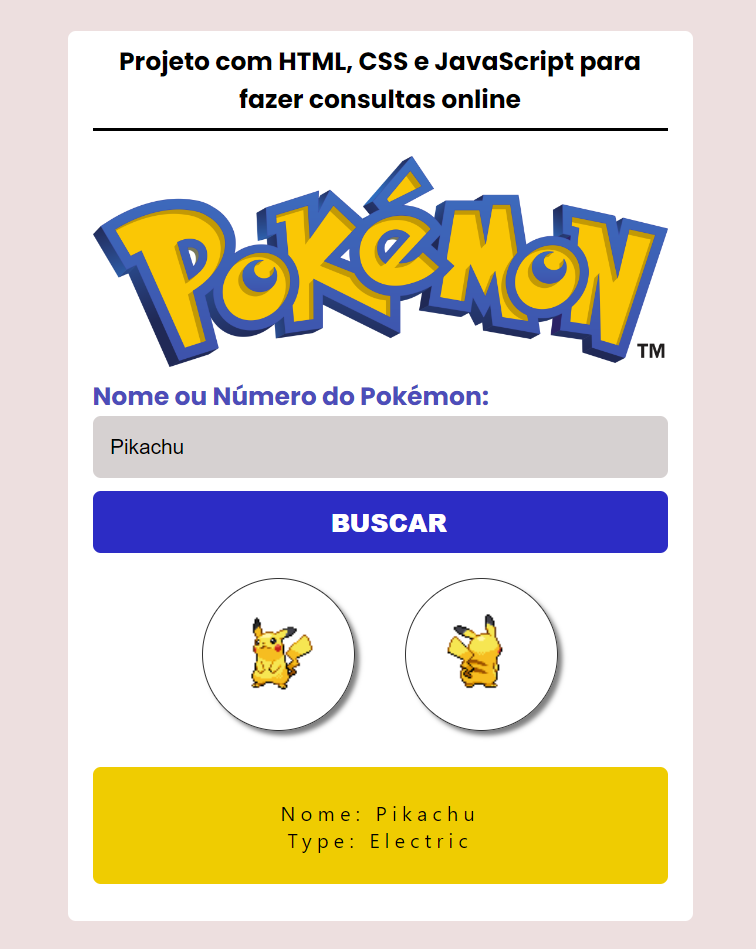 Projeto com HTML, CSS e JavaScript para
fazer consultas online
POKéMON
TM
Nome ou Número do Pokémon:
Pikachu
BUSCAR
Nome: Pikachu
Type: Electric